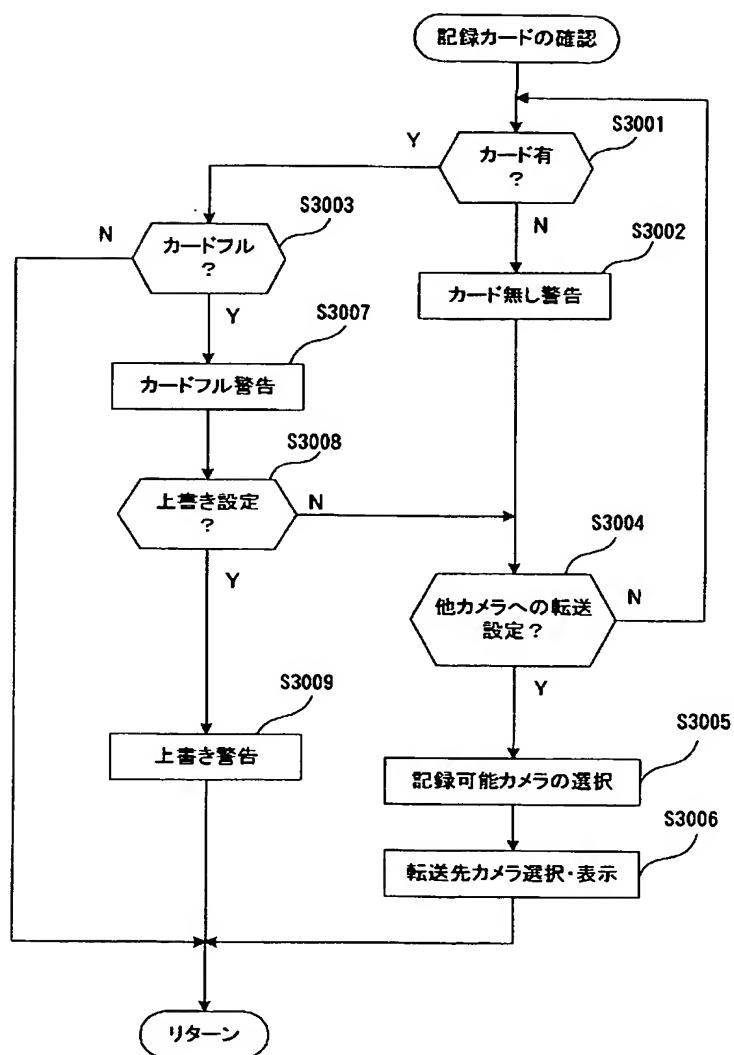 記録カードの確認
S3001
Y
カード有
?
S3003
N
カードフル
?
N
S3002
カード無し警告
Y
S3007
カードフル警告
S3008
上書き設定
?
N
S3004
他カメラへの転送
設定?
N
Y
Y
S3009
上書き警告
S3005
記録可能カメラの選択
S3006
転送先カメラ選択・表示
リターン